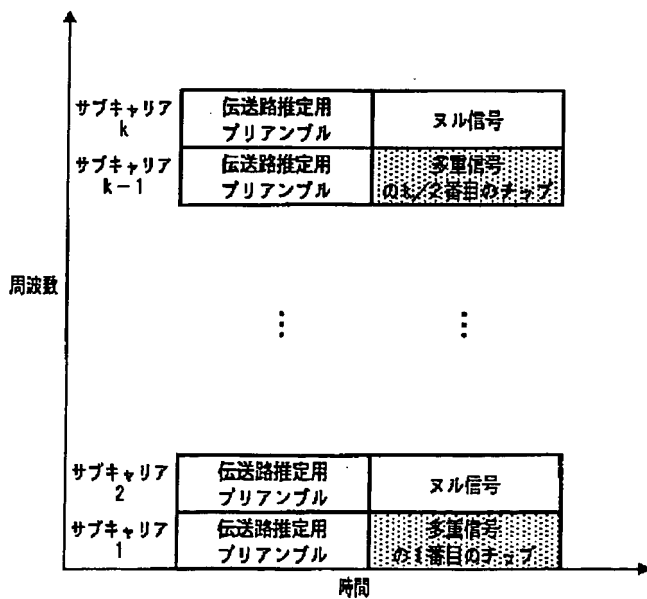 サブキャリア
k
伝送路推定用
プリアンブル
ヌル信号
サブキャリア
k-1
伝送路推定用
プリアンブル
多重信号
のk/2番目のチップ
周波数
⋮
⋮
サブキャリア
2
伝送路推定用
プリアンブル
ヌル信号
サブキャリア
1
伝送路推定用
プリアンブル
多重信号
の1番目のチップ
時間